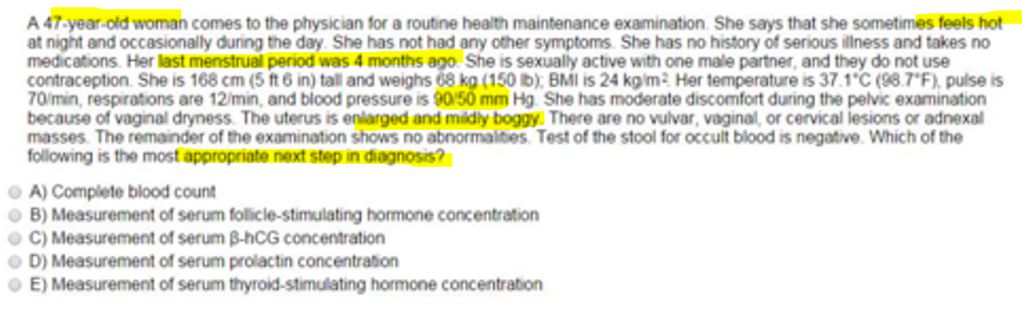 A 47-year-old woman comes to the physician for a routine health maintenance examination. She says that she sometimes feels hot
at night and occasionally during the day. She has not had any other symptoms. She has no history of serious illness and takes no
medications. Her last menstrual period was 4 months ago. She is sexually active with one male partner, and they do not use
contraception. She is 168 cm (5 ft 6 in) tall and weighs 68 kg (150 lb); BMI is 24 kg/m². Her temperature is 37.1°C (98.7°F), pulse is
70/min, respirations are 12/min, and blood pressure is 90/50 mm Hg. She has moderate discomfort during the pelvic examination
because of vaginal dryness. The uterus is enlarged and mildly boggy. There are no vulvar, vaginal, or cervical lesions or adnexal
masses. The remainder of the examination shows no abnormalities. Test of the stool for occult blood is negative. Which of the
following is the most appropriate next step in diagnosis?
A) Complete blood count
B) Measurement of serum follicle-stimulating hormone concentration
C) Measurement of serum β-hCG concentration
D) Measurement of serum prolactin concentration
E) Measurement of serum thyroid-stimulating hormone concentration